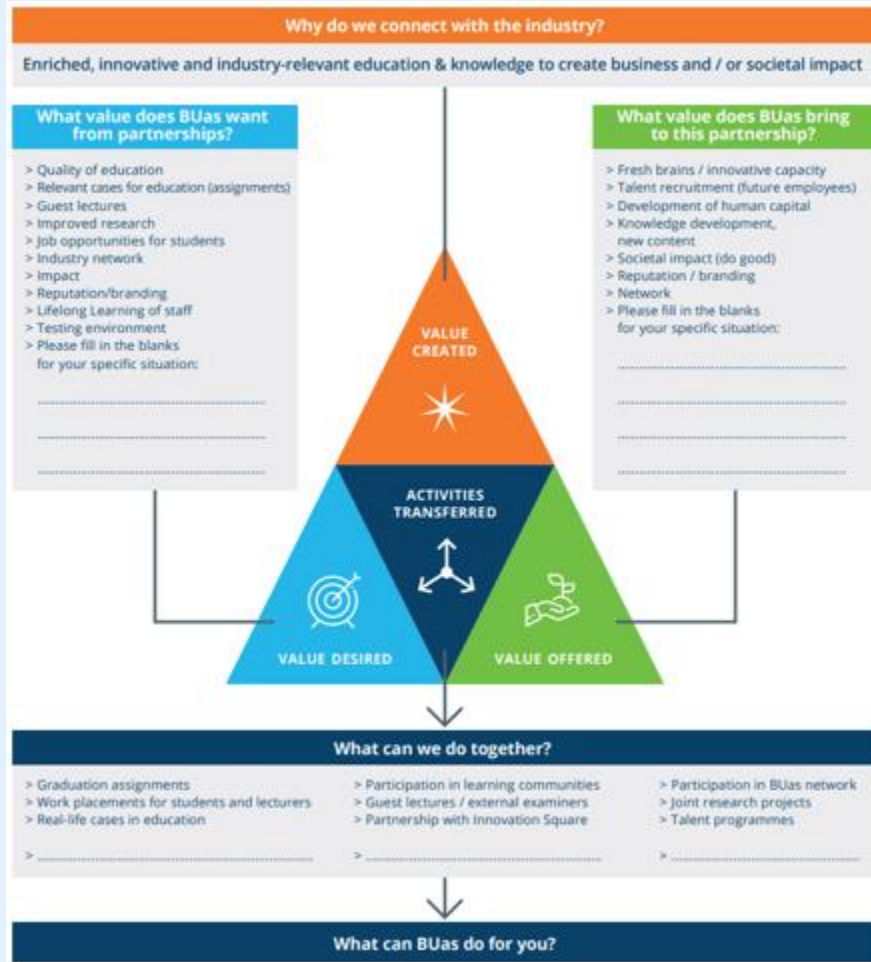 Why do we connect with the industry?
Enriched, innovative and industry-relevant education & knowledge to create business and / or societal impact
What value does BUas want
from partnerships?
> Quality of education
> Relevant cases for education (assignments)
> Guest lectures
> Improved research
> Job opportunities for students
> Industry network
> Impact
> Reputation/branding
> Lifelong Learning of staff
> Testing environment
> Please fill in the blanks
for your specific situation:
What value does BUas bring
to this partnership?
> Fresh brains / innovative capacity
> Talent recruitment (future employees)
> Development of human capital
> Knowledge development,
new content
> Societal impact (do good)
> Reputation / branding
> Network
> Please fill in the blanks
for your specific situation:
VALUE
CREATED
ACTIVITIES
TRANSFERRED
VALUE DESIRED
VALUE OFFERED
What can we do together?
> Graduation assignments
> Work placements for students and lecturers
> Real-life cases in education
>
> Participation in learning communities
> Guest lectures / external examiners
> Partnership with Innovation Square
>
> Participation in BUas network
> Joint research projects
> Talent programmes
>
What can BUas do for you?